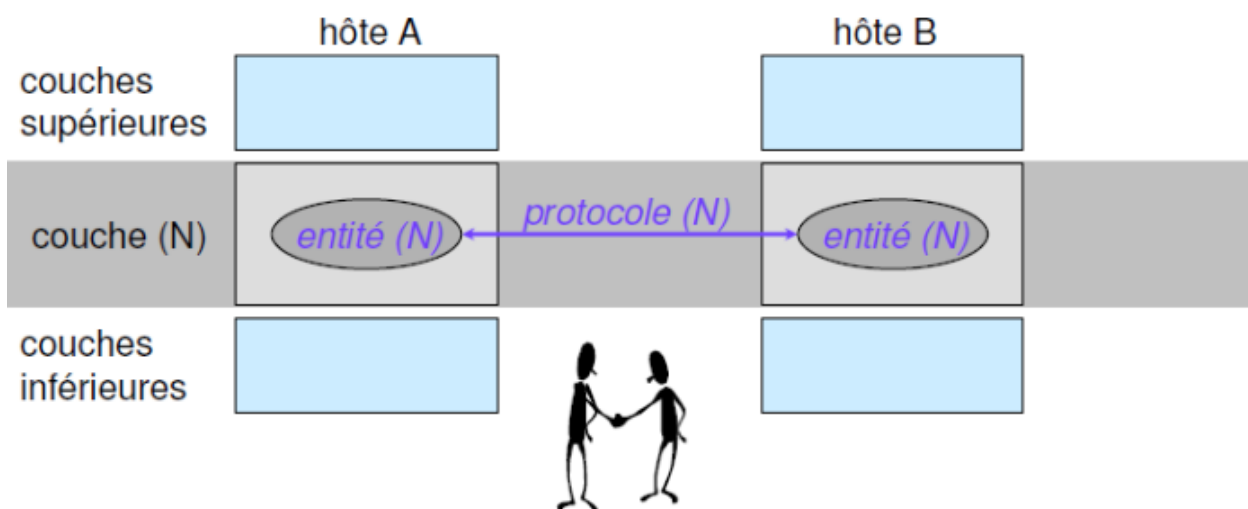 hôte A
hôte B
couches
supérieures
couche (N)
entité (N)
protocole (N)
entité (N)
couches
inférieures